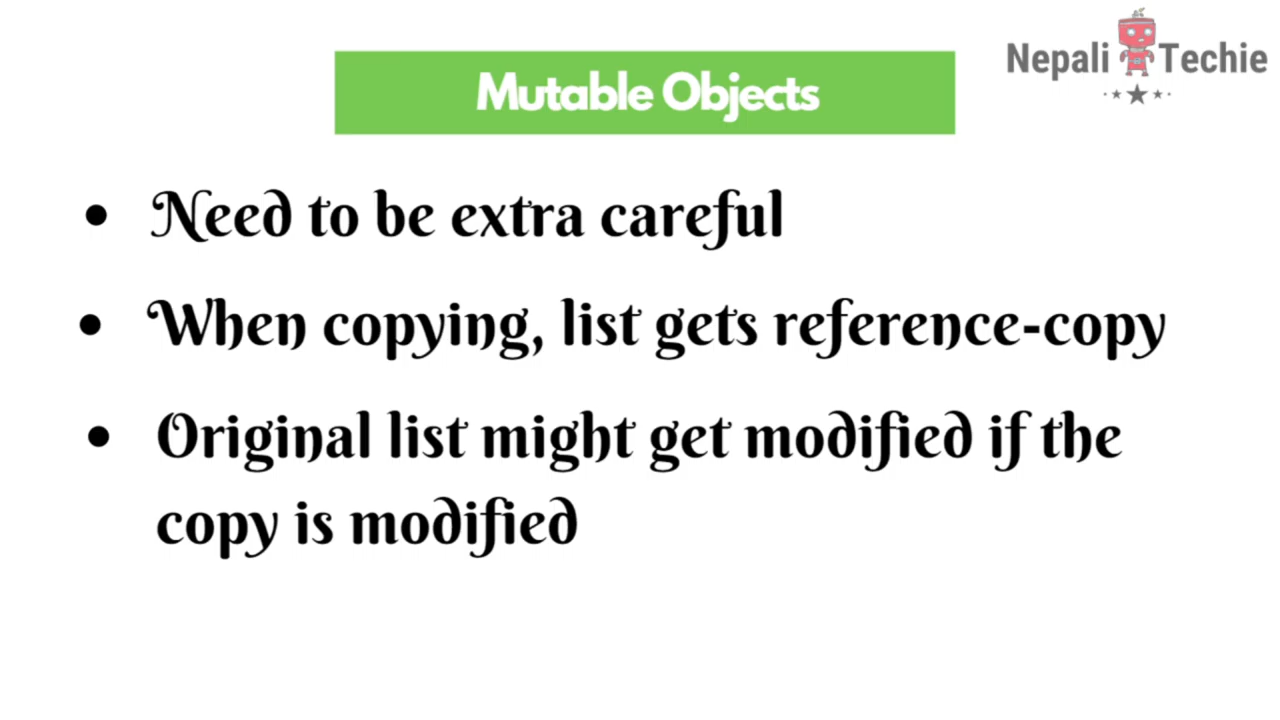 Nepali Techie
Mutable Objects
• Need to be extra careful
• When copying, list gets reference-copy
• Original list might get modified if the
copy is modified